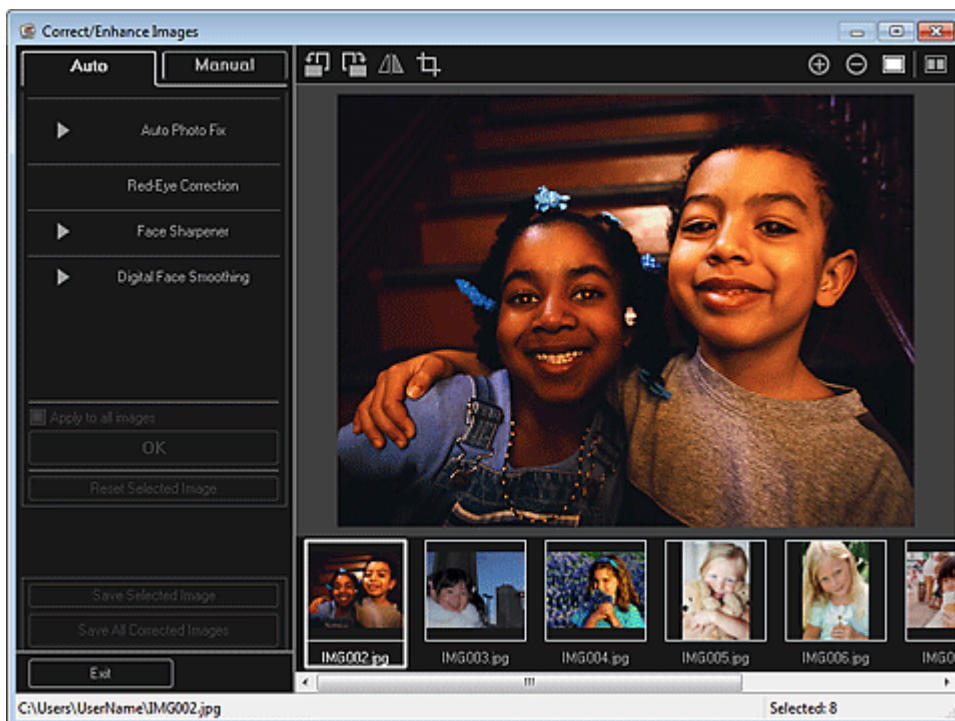 Correct/Enhance Images
Auto
Manual
Auto Photo Fix
Red-Eye Correction
Face Sharpener
Digital Face Smoothing
Apply to all images
OK
Reset Selected Image
Save Selected Image
Save All Corrected Images
Exit
IMG002.jpg
IMG003.jpg
IMG004.jpg
IMG005.jpg
IMG006.jpg
IMG0
C:\Users\UserName\IMG002.jpg
Selected: 8